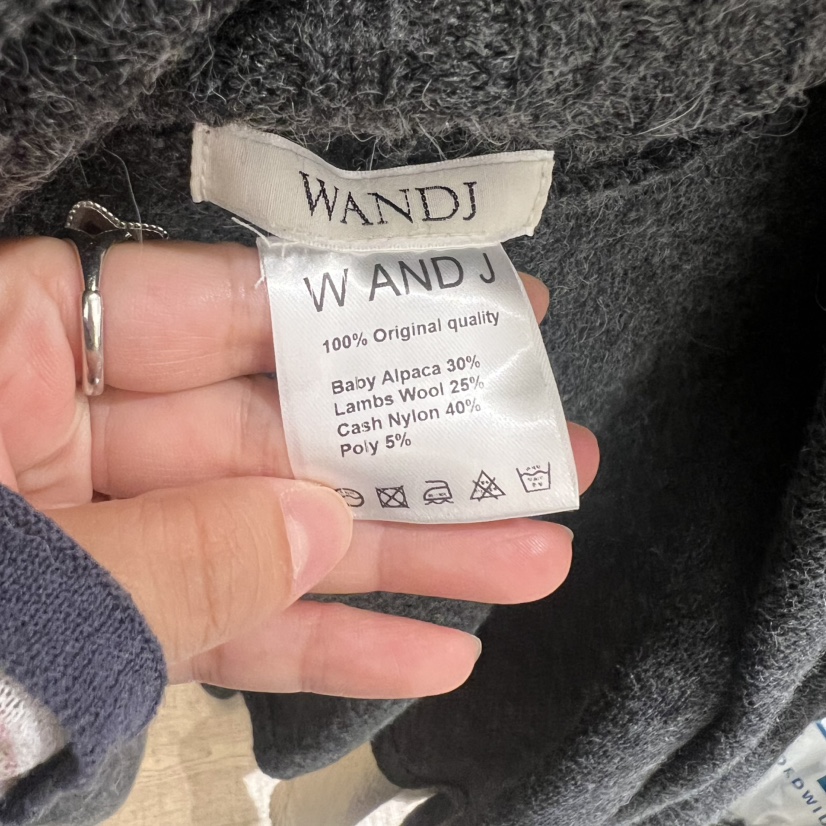 WANDJ
W AND J
100% Original quality
Baby Alpaca 30%
Lambs Wool 25%
Cash Nylon 40%
Poly 5%